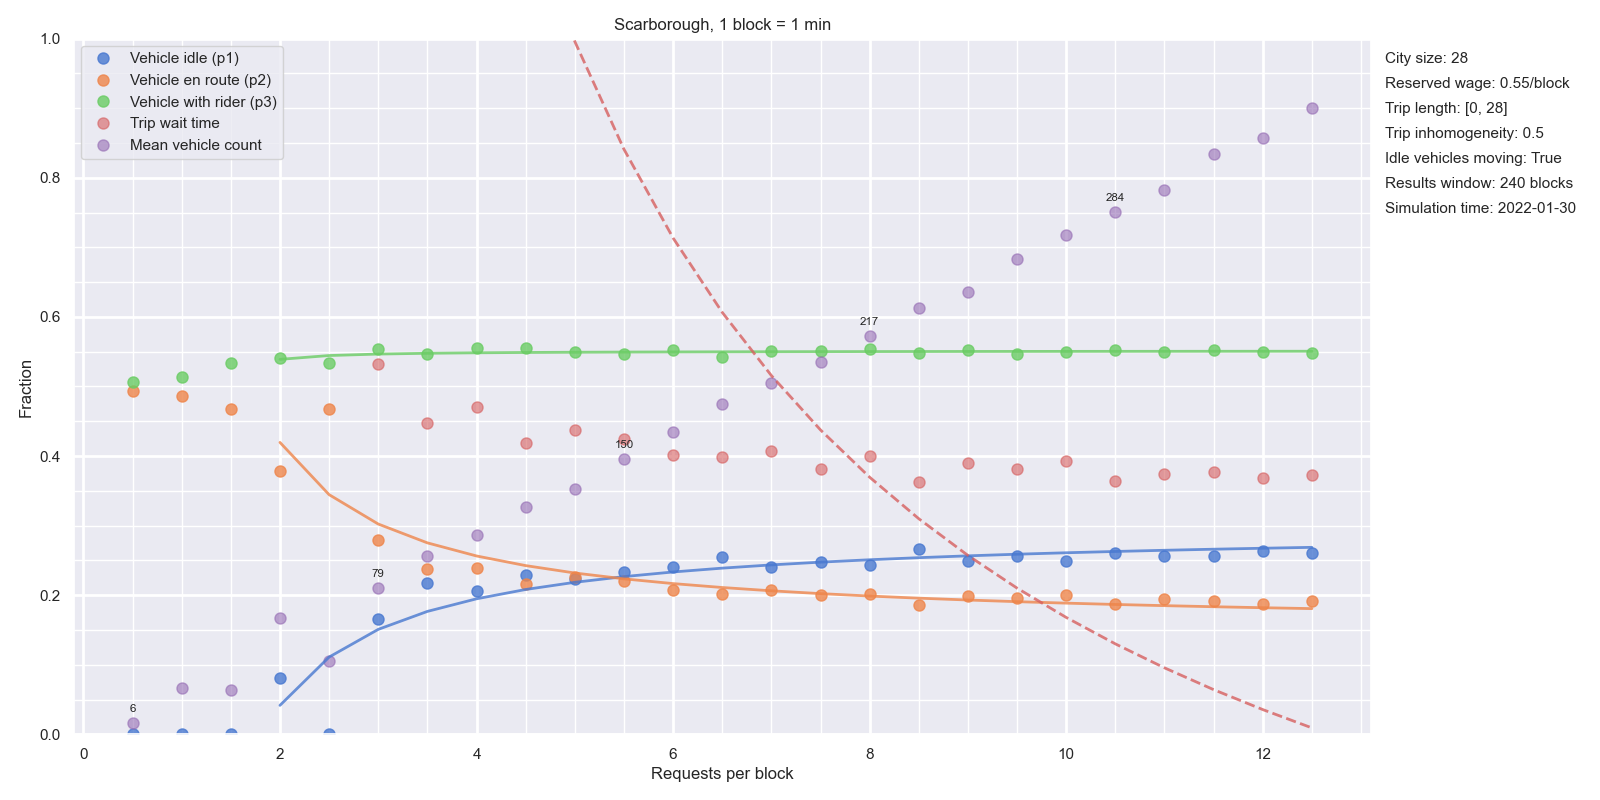 Scarborough, 1 block = 1 min
1.0
0.8
0.6
0.4
0.2
0.0
Fraction
Vehicle idle (p1)
Vehicle en route (p2)
Vehicle with rider (p3)
Trip wait time
Mean vehicle count
6
79
150
217
284
0
2
4
6
8
10
12
Requests per block
City size: 28
Reserved wage: 0.55/block
Trip length: [0, 28]
Trip inhomogeneity: 0.5
Idle vehicles moving: True
Results window: 240 blocks
Simulation time: 2022-01-30